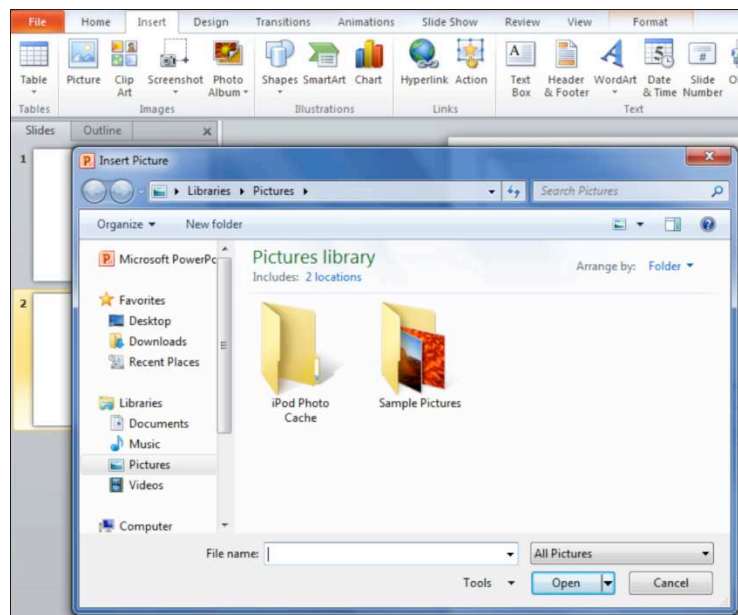 File Home Insert Design Transitions Animations Slide Show Review View Format
Table Picture Clip Art Screenshot Photo Album Shapes SmartArt Chart Hyperlink Action Text Box Header & Footer WordArt Date & Time Slide Number
Tables Images Illustrations Links Text
Slides Outline
1
Insert Picture
Libraries Pictures Search Pictures
Organize New folder
Microsoft PowerPo
Pictures library
Includes: 2 locations
Arrange by: Folder
2
Favorites
Desktop
Downloads
Recent Places
Libraries
Documents
Music
Pictures
Videos
Computer
iPod Photo Cache
Sample Pictures
File name: All Pictures
Tools Open Cancel